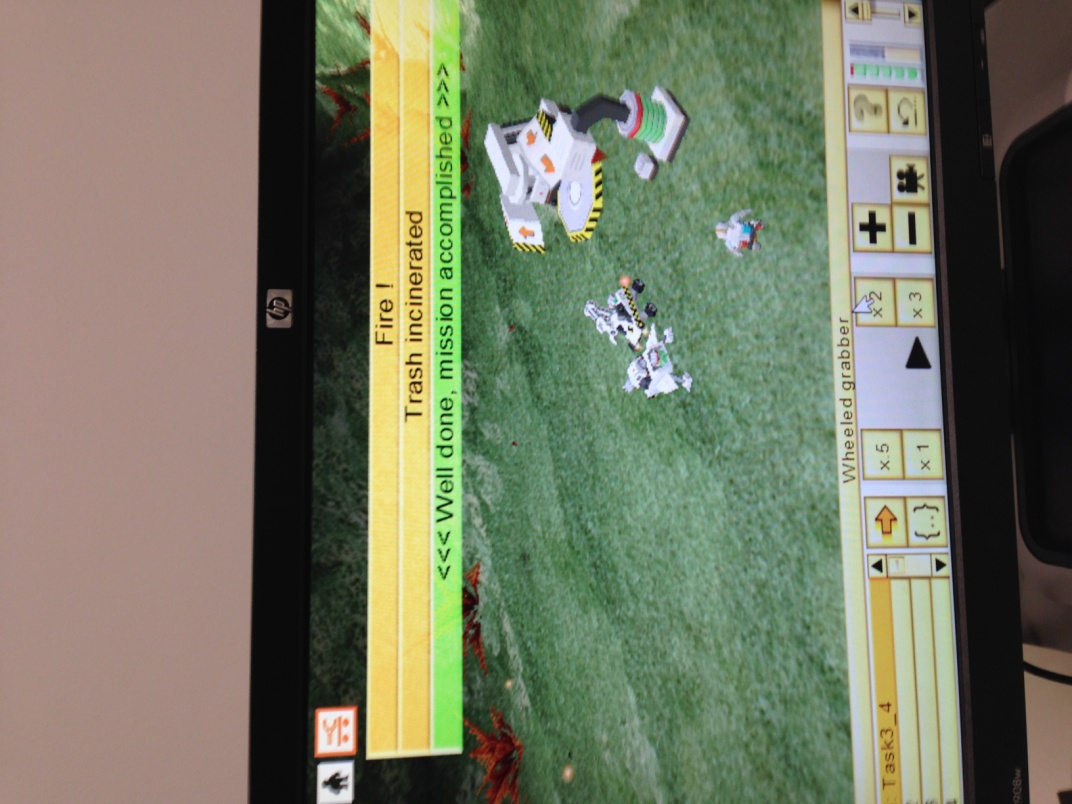 hp
Fire !
Trash incinerated
<<< Well done, mission accomplished >>>
Wheeled grabber
: Task3_4
{..}
x.5
x 1
x 2
x 3
+
−
?